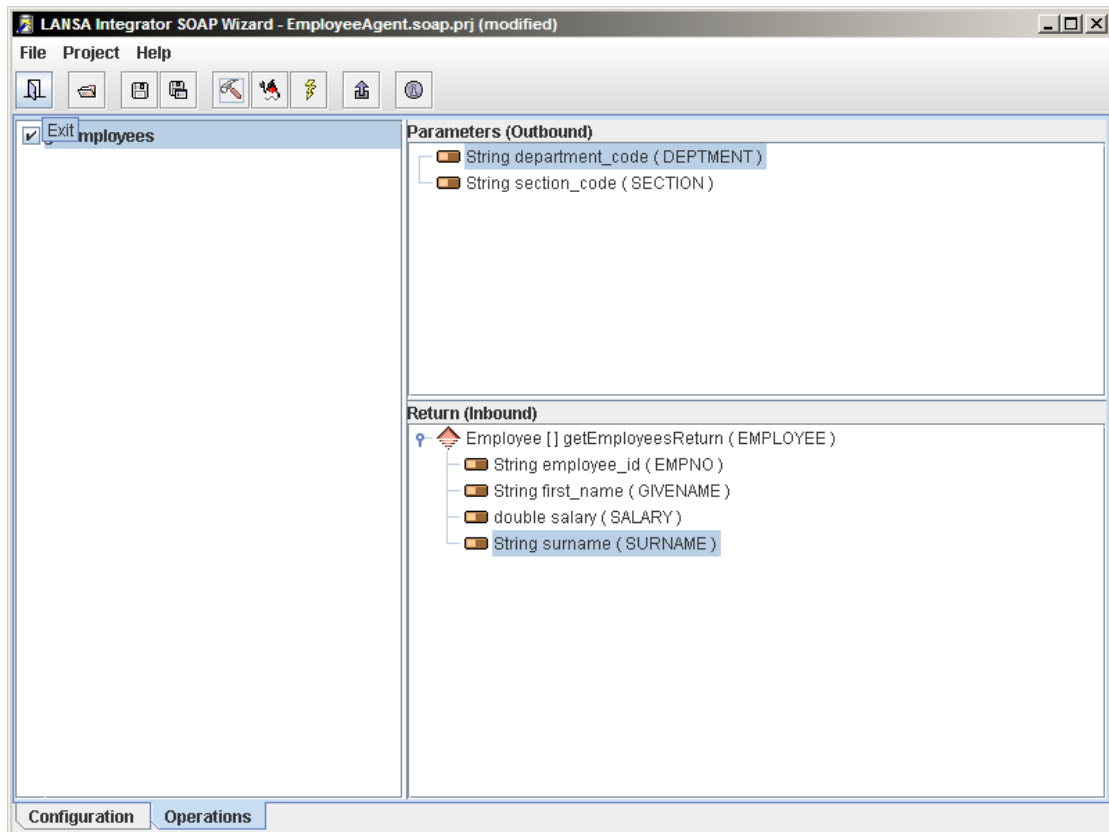 LANSA Integrator SOAP Wizard - EmployeeAgent.soap.prj (modified)
File Project Help
Exit
mployees
Parameters (Outbound)
String department_code ( DEPTMENT )
String section_code ( SECTION )
Return (Inbound)
Employee [ ] getEmployeesReturn ( EMPLOYEE )
String employee_id ( EMPNO )
String first_name ( GIVENAME )
double salary ( SALARY )
String surname ( SURNAME )
Configuration Operations